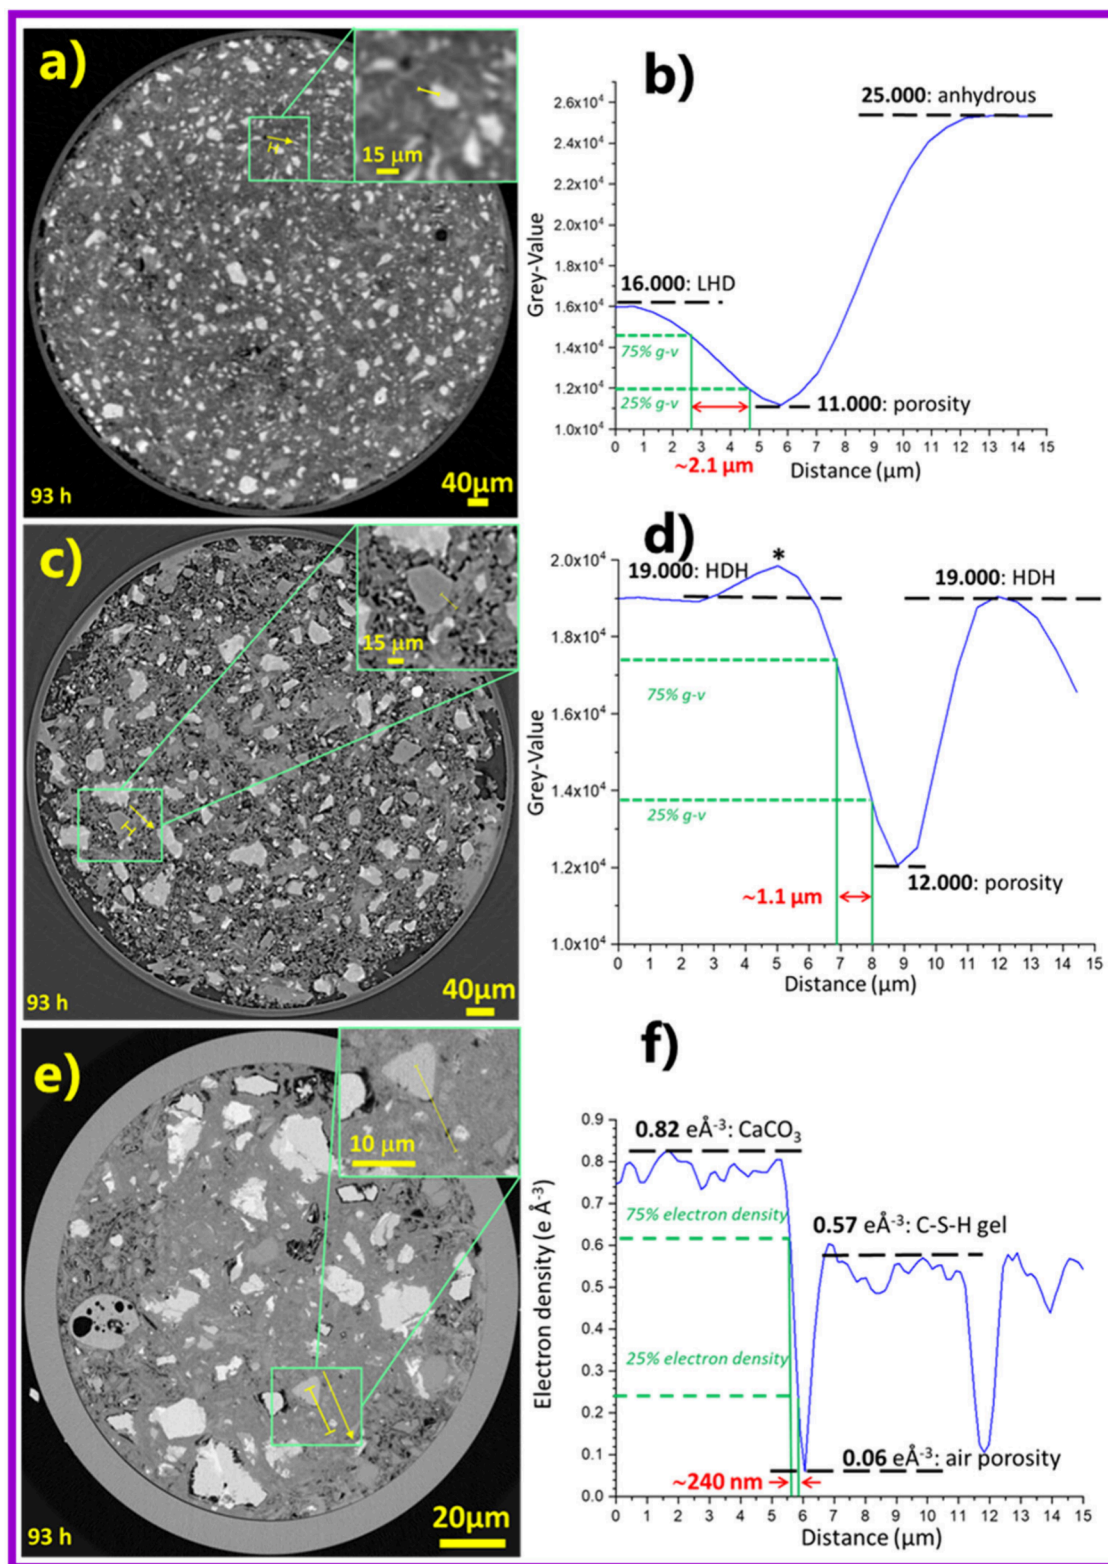 a)
15 μm
93 h
40μm
b)
25.000: anhydrous
2.6x10⁴
2.4x10⁴
2.2x10⁴
2.0x10⁴
1.8x10⁴
1.6x10⁴
1.4x10⁴
1.2x10⁴
1.0x10⁴
Grey-Value
16.000: LHD
75% g-v
25% g-v
11.000: porosity
0 1 2 3 4 5 6 7 8 9 10 11 12 13 14 15
~2.1 μm
Distance (μm)
c)
15 μm
93 h
40μm
d)
2.0x10⁴
1.8x10⁴
1.6x10⁴
1.4x10⁴
1.2x10⁴
1.0x10⁴
Grey-Value
*
19.000: HDH
19.000: HDH
75% g-v
25% g-v
~1.1 μm
12.000: porosity
0 1 2 3 4 5 6 7 8 9 10 11 12 13 14 15
Distance (μm)
e)
10 μm
93 h
20μm
f)
0.9
0.8
0.7
0.6
0.5
0.4
0.3
0.2
0.1
0.0
Electron density (e Å⁻³)
0.82 eÅ⁻³: CaCO₃
75% electron density
0.57 eÅ⁻³: C-S-H gel
25% electron density
0.06 eÅ⁻³: air porosity
~240 nm
0 1 2 3 4 5 6 7 8 9 10 11 12 13 14 15
Distance (μm)